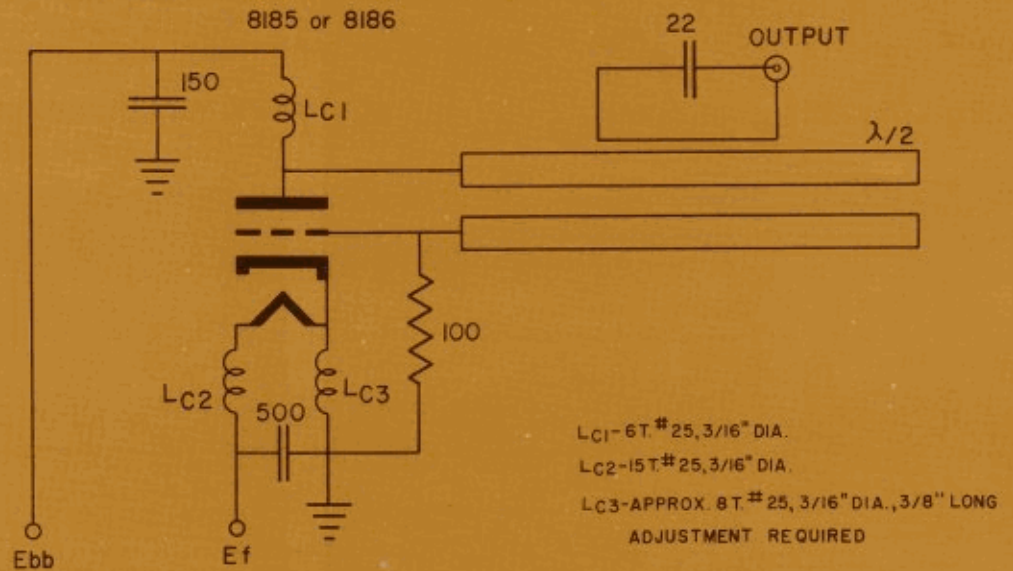 8185 or 8186
22
OUTPUT
150
LC1
λ/2
100
LC2
LC3
500
LC1-6T.#25,3/16" DIA.
LC2-15T.#25,3/16" DIA.
LC3-APPROX. 8T.#25, 3/16" DIA.,3/8" LONG
ADJUSTMENT REQUIRED
Ebb
Ef